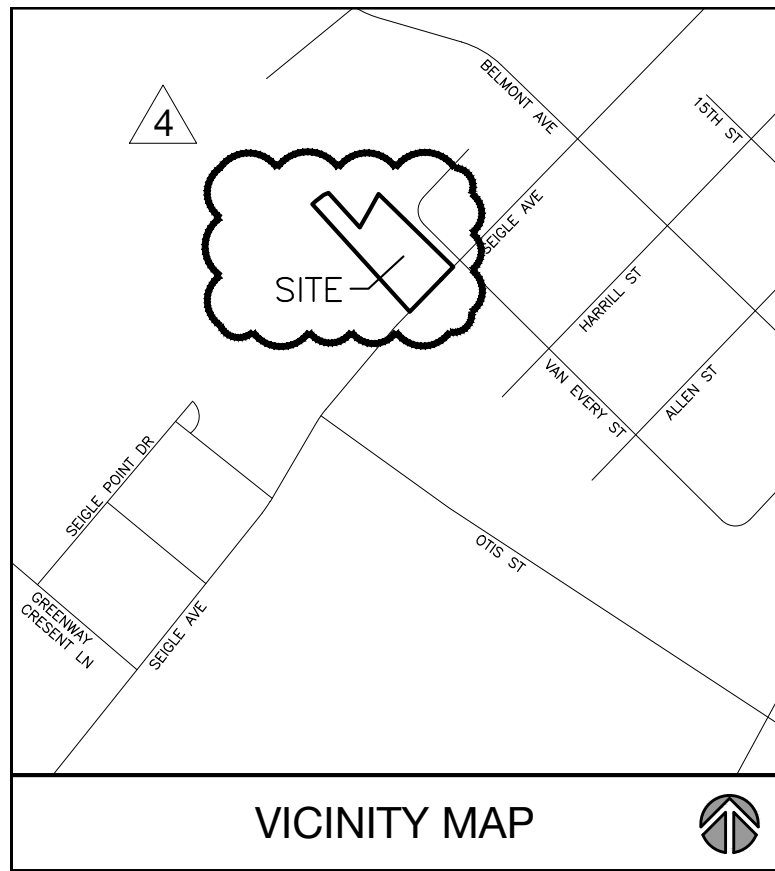 BELMONT AVE
15TH ST
4
SEIGLE AVE
SITE
HARRILL ST
VAN EVERY ST
ALLEN ST
SEIGLE POINT DR
OTIS ST
GREENWAY
CRESENT LN
SEIGLE AVE
VICINITY MAP